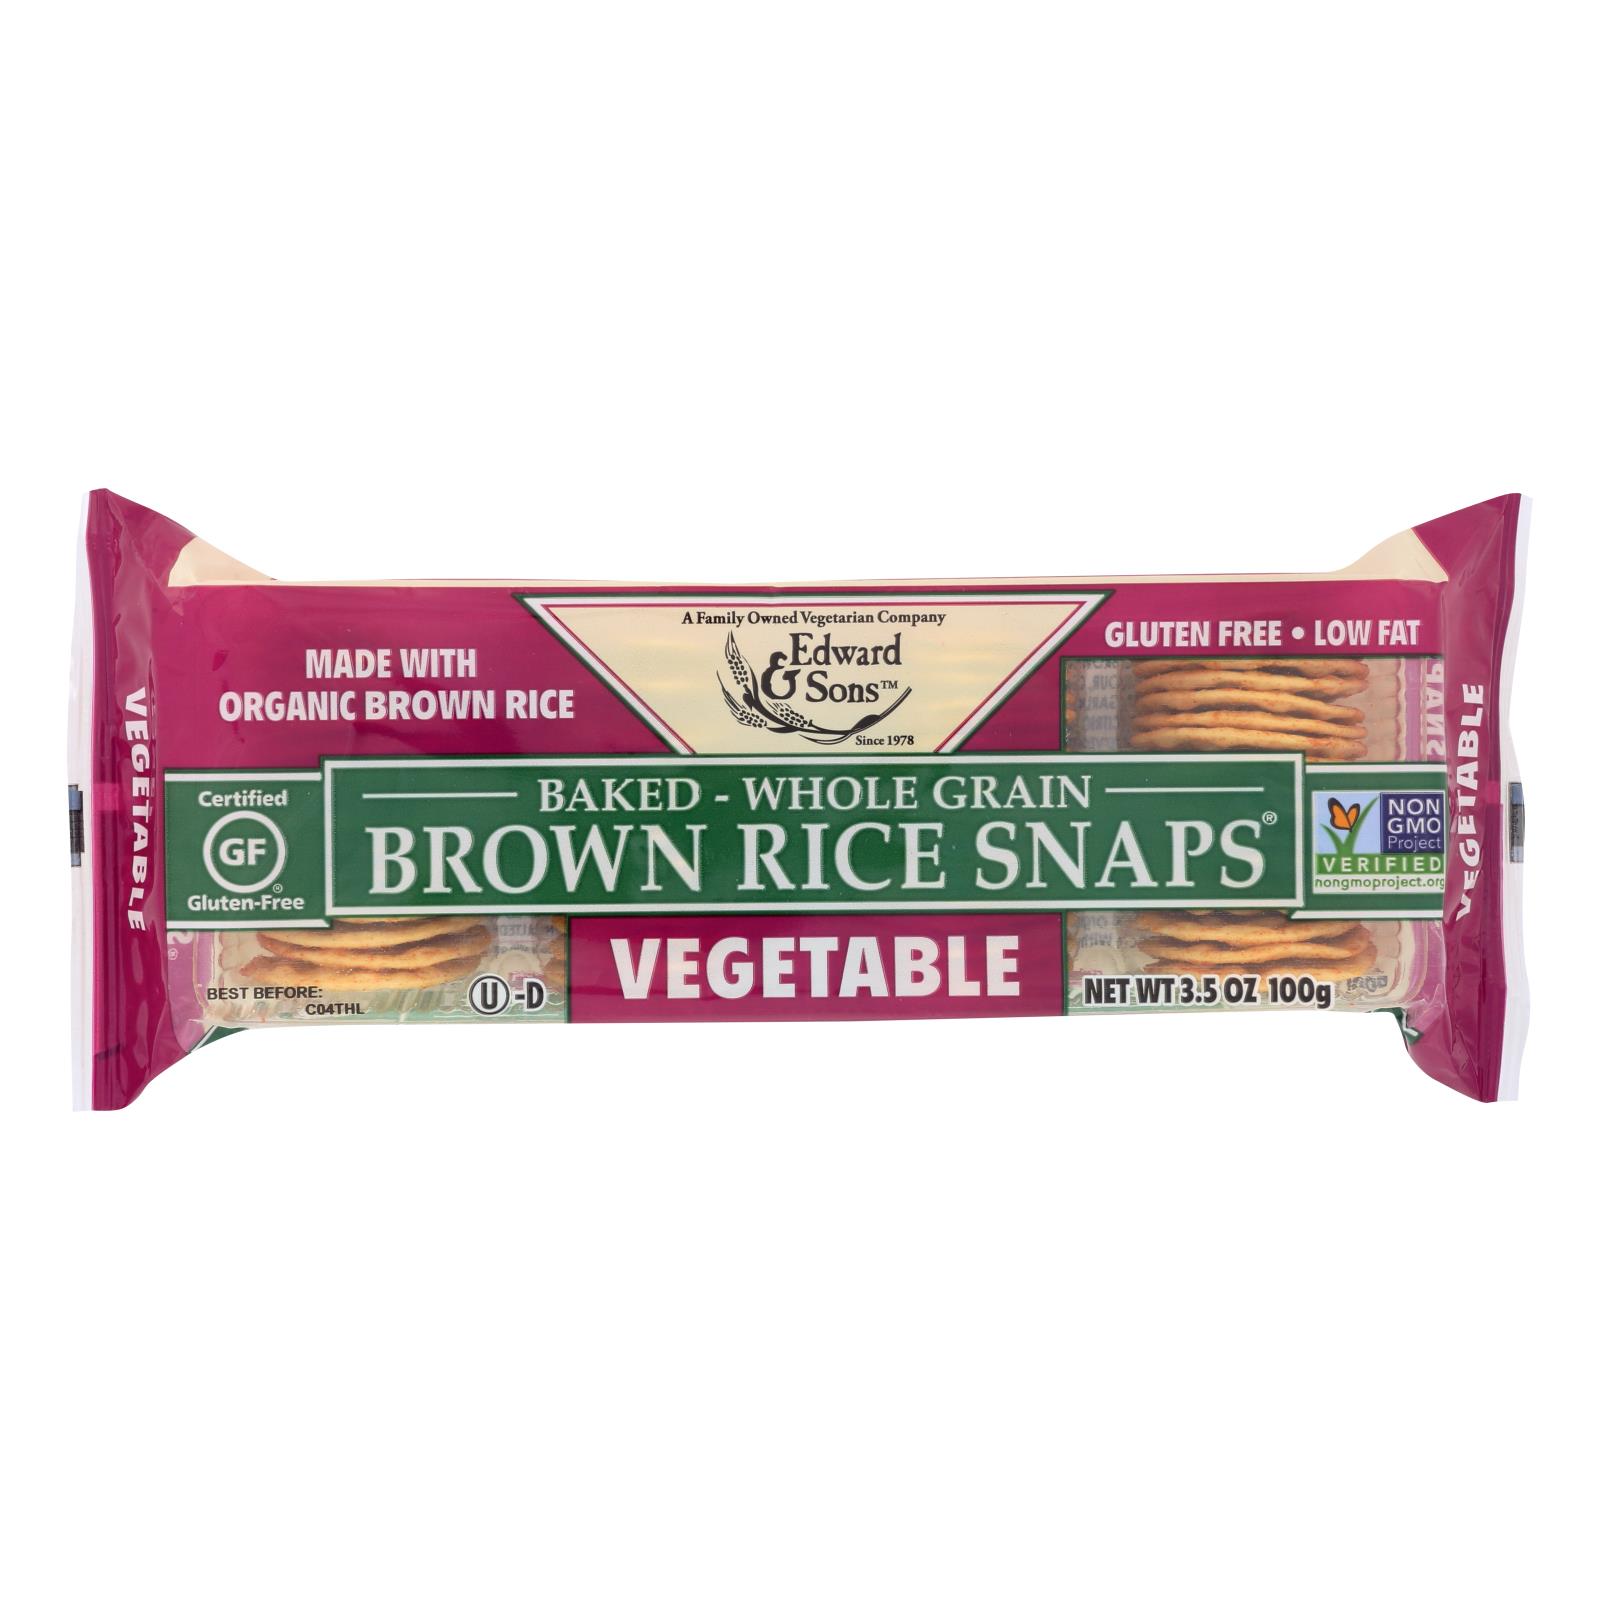 A Family Owned Vegetarian Company
Edward
& Sons™
Since 1978
MADE WITH
ORGANIC BROWN RICE
GLUTEN FREE • LOW FAT
BAKED - WHOLE GRAIN
BROWN RICE SNAPS®
Certified
GF
®
Gluten-Free
NON
GMO
Project
VERIFIED
nongmoproject.org
VEGETABLE
BEST BEFORE:
C04THL
U-D
NET WT 3.5 OZ 100g
VEGETABLE
VEGETABLE